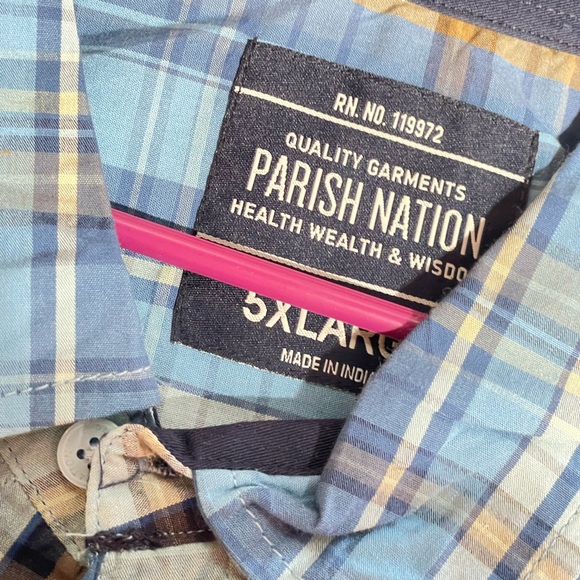 RN. NO. 119972
QUALITY GARMENTS
PARISH NATION
HEALTH WEALTH & WISDO
5XLARG
MADE IN INDIA